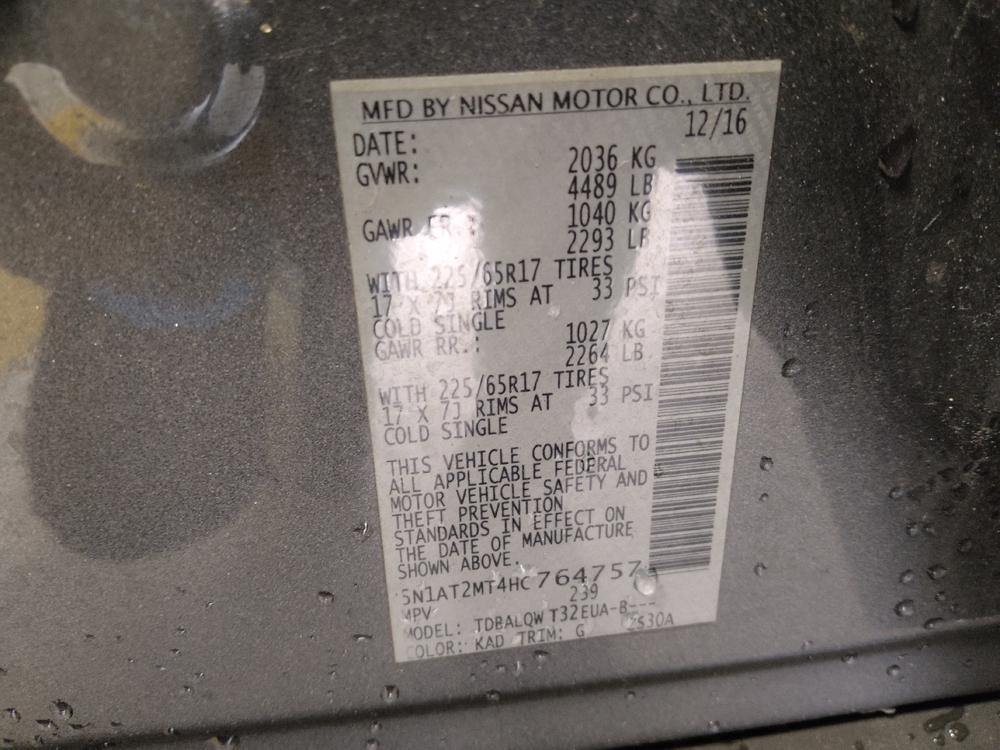 MFD BY NISSAN MOTOR CO., LTD.
DATE: 12/16
GVWR: 2036 KG
4489 LB
GAWR FR.: 1040 KG
2293 LB
WITH 225/65R17 TIRES
17 X 7J RIMS AT 33 PSI
COLD SINGLE
GAWR RR.: 1027 KG
2264 LB
WITH 225/65R17 TIRES
17 X 7J RIMS AT 33 PSI
COLD SINGLE
THIS VEHICLE CONFORMS TO
ALL APPLICABLE FEDERAL
MOTOR VEHICLE SAFETY AND
THEFT PREVENTION
STANDARDS IN EFFECT ON
THE DATE OF MANUFACTURE
SHOWN ABOVE.
5N1AT2MT4HC764757
MPV 239
MODEL: TDBALQW T32EUA-B---
COLOR: KAD TRIM: G